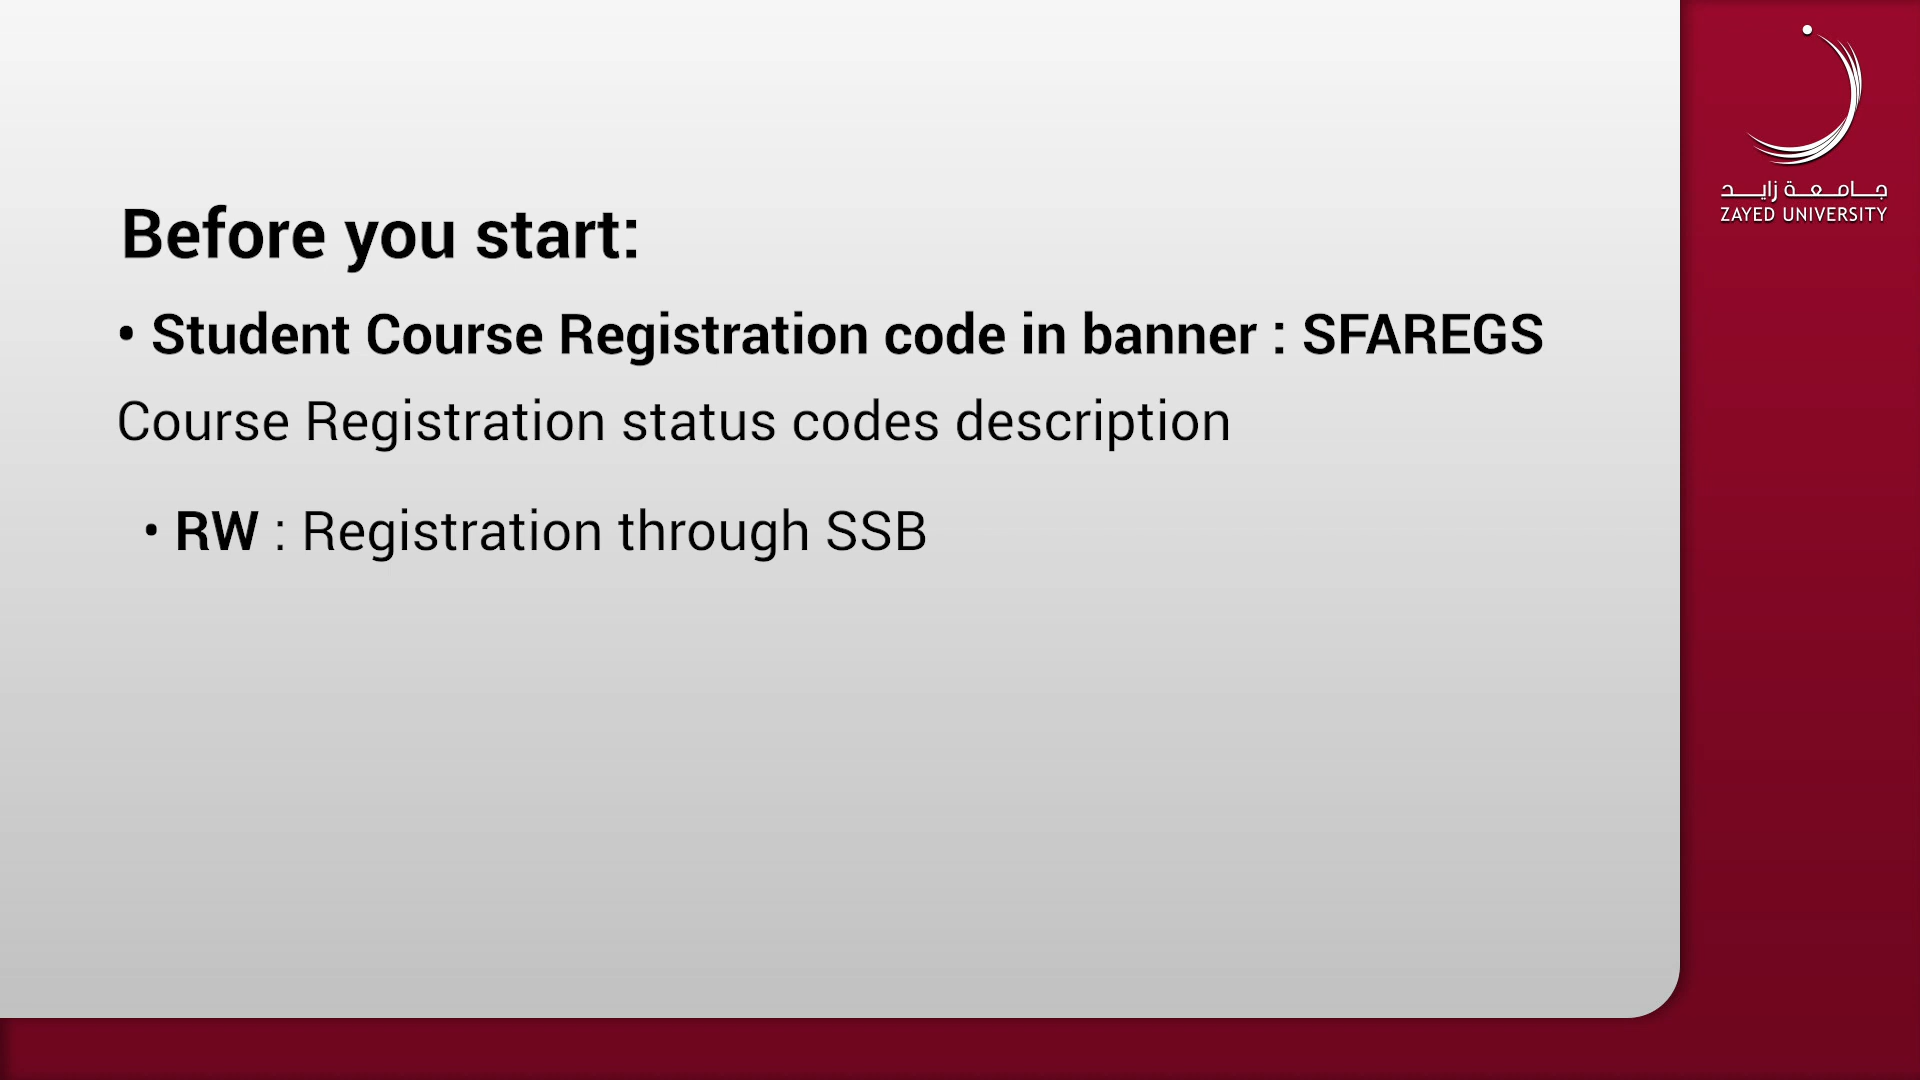 جامعة زايد
ZAYED UNIVERSITY
Before you start:
• Student Course Registration code in banner : SFAREGS
Course Registration status codes description
• RW : Registration through SSB